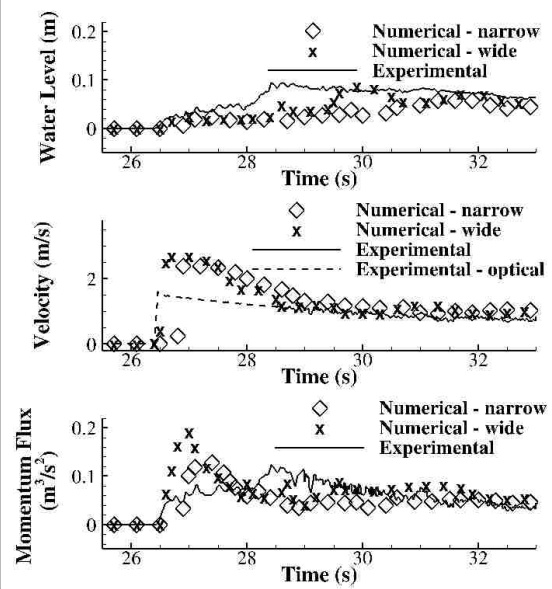 0.2
Numerical - narrow
Numerical - wide
Experimental
0.1
0
Water Level (m)
26 28 30 32
Time (s)
Numerical - narrow
Numerical - wide
Experimental
Experimental - optical
2
0
Velocity (m/s)
26 28 30 32
Time (s)
0.2
Numerical - narrow
Numerical - wide
Experimental
0.1
0
Momentum Flux
(m³/s²)
26 28 30 32
Time (s)